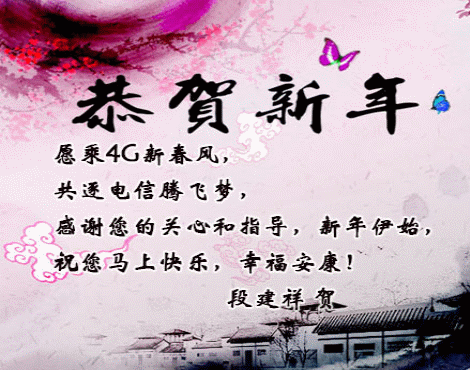 恭賀新年
愿乘4G新春风，
共逐电信腾飞梦，
感谢您的关心和指导，新年伊始，
祝您马上快乐，幸福安康！
段建祥 贺